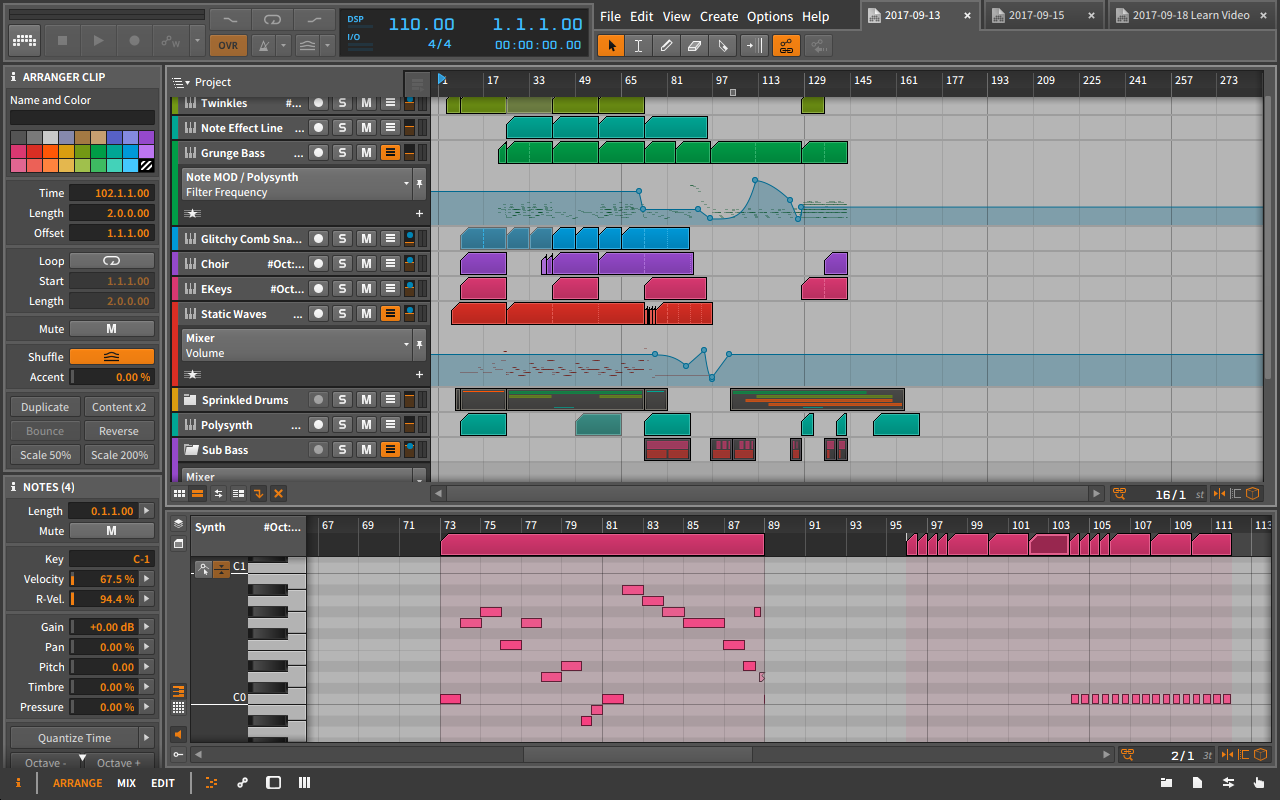 OVR
DSP
I/O
110.00
4/4
1.1.1.00
00:00:00.00
File Edit View Create Options Help
2017-09-13 ×
2017-09-15 ×
2017-09-18 Learn Video ×
i ARRANGER CLIP
Name and Color
Time 102.1.1.00
Length 2.0.0.00
Offset 1.1.1.00
Loop
Start 1.1.1.00
Length 2.0.0.00
Mute M
Shuffle
Accent 0.00 %
Duplicate Content x2
Bounce Reverse
Scale 50% Scale 200%
i NOTES (4)
Length 0.1.1.00
Mute M
Key C-1
Velocity 67.5 %
R-Vel. 94.4 %
Gain +0.00 dB
Pan 0.00 %
Pitch 0.00
Timbre 0.00 %
Pressure 0.00 %
Quantize Time
Octave - Octave +
Project
1 17 33 49 65 81 97 113 129 145 161 177 193 209 225 241 257 273
Twinkles #... S M
Note Effect Line ... S M
Grunge Bass ... S M
Note MOD / Polysynth
Filter Frequency
Glitchy Comb Sna... S M
Choir #Oct:... S M
EKeys #Oct... S M
Static Waves ... S M
Mixer
Volume
Sprinkled Drums S M
Polysynth ... S M
Sub Bass S M
Mixer
16/1 st
Synth #Oct:...
67 69 71 73 75 77 79 81 83 85 87 89 91 93 95 97 99 101 103 105 107 109 111 113
C1
C0
2/1 3t
i ARRANGE MIX EDIT